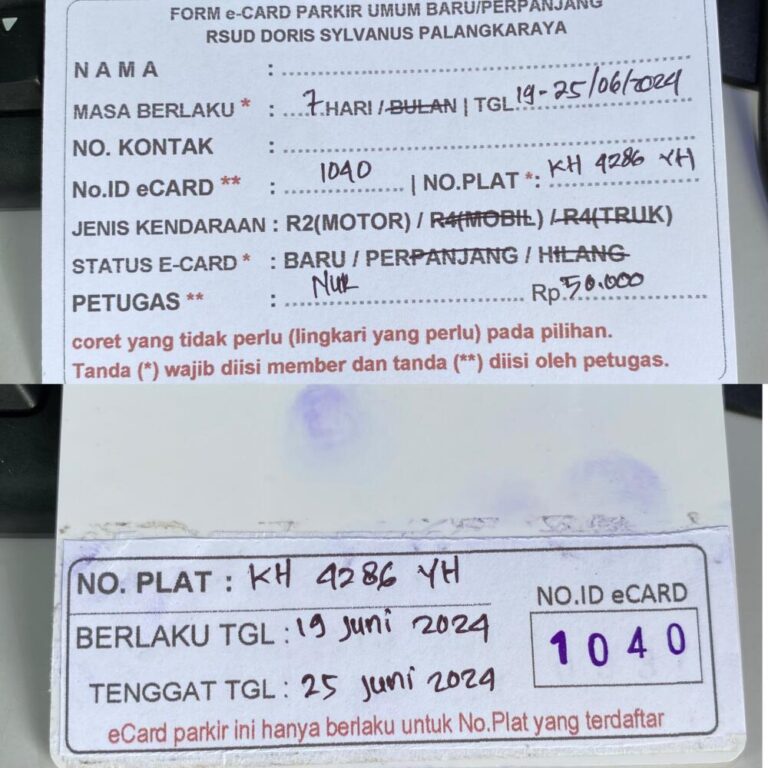 FORM e-CARD PARKIR UMUM BARU/PERPANJANG
RSUD DORIS SYLVANUS PALANGKARAYA
NAMA :
MASA BERLAKU * : 7 HARI / BULAN | TGL 19-25/06/2024
NO. KONTAK :
No.ID eCARD ** : 1040 | NO.PLAT *: KH 4286 YH
JENIS KENDARAAN : R2(MOTOR) / R4(MOBIL) / R4(TRUK)
STATUS E-CARD * : BARU / PERPANJANG / HILANG
PETUGAS ** : NUR Rp. 50.000
coret yang tidak perlu (lingkari yang perlu) pada pilihan.
Tanda (*) wajib diisi member dan tanda (**) diisi oleh petugas.
NO. PLAT : KH 4286 YH
NO.ID eCARD
BERLAKU TGL : 19 Juni 2024
1040
TENGGAT TGL : 25 Juni 2024
eCard parkir ini hanya berlaku untuk No.Plat yang terdaftar